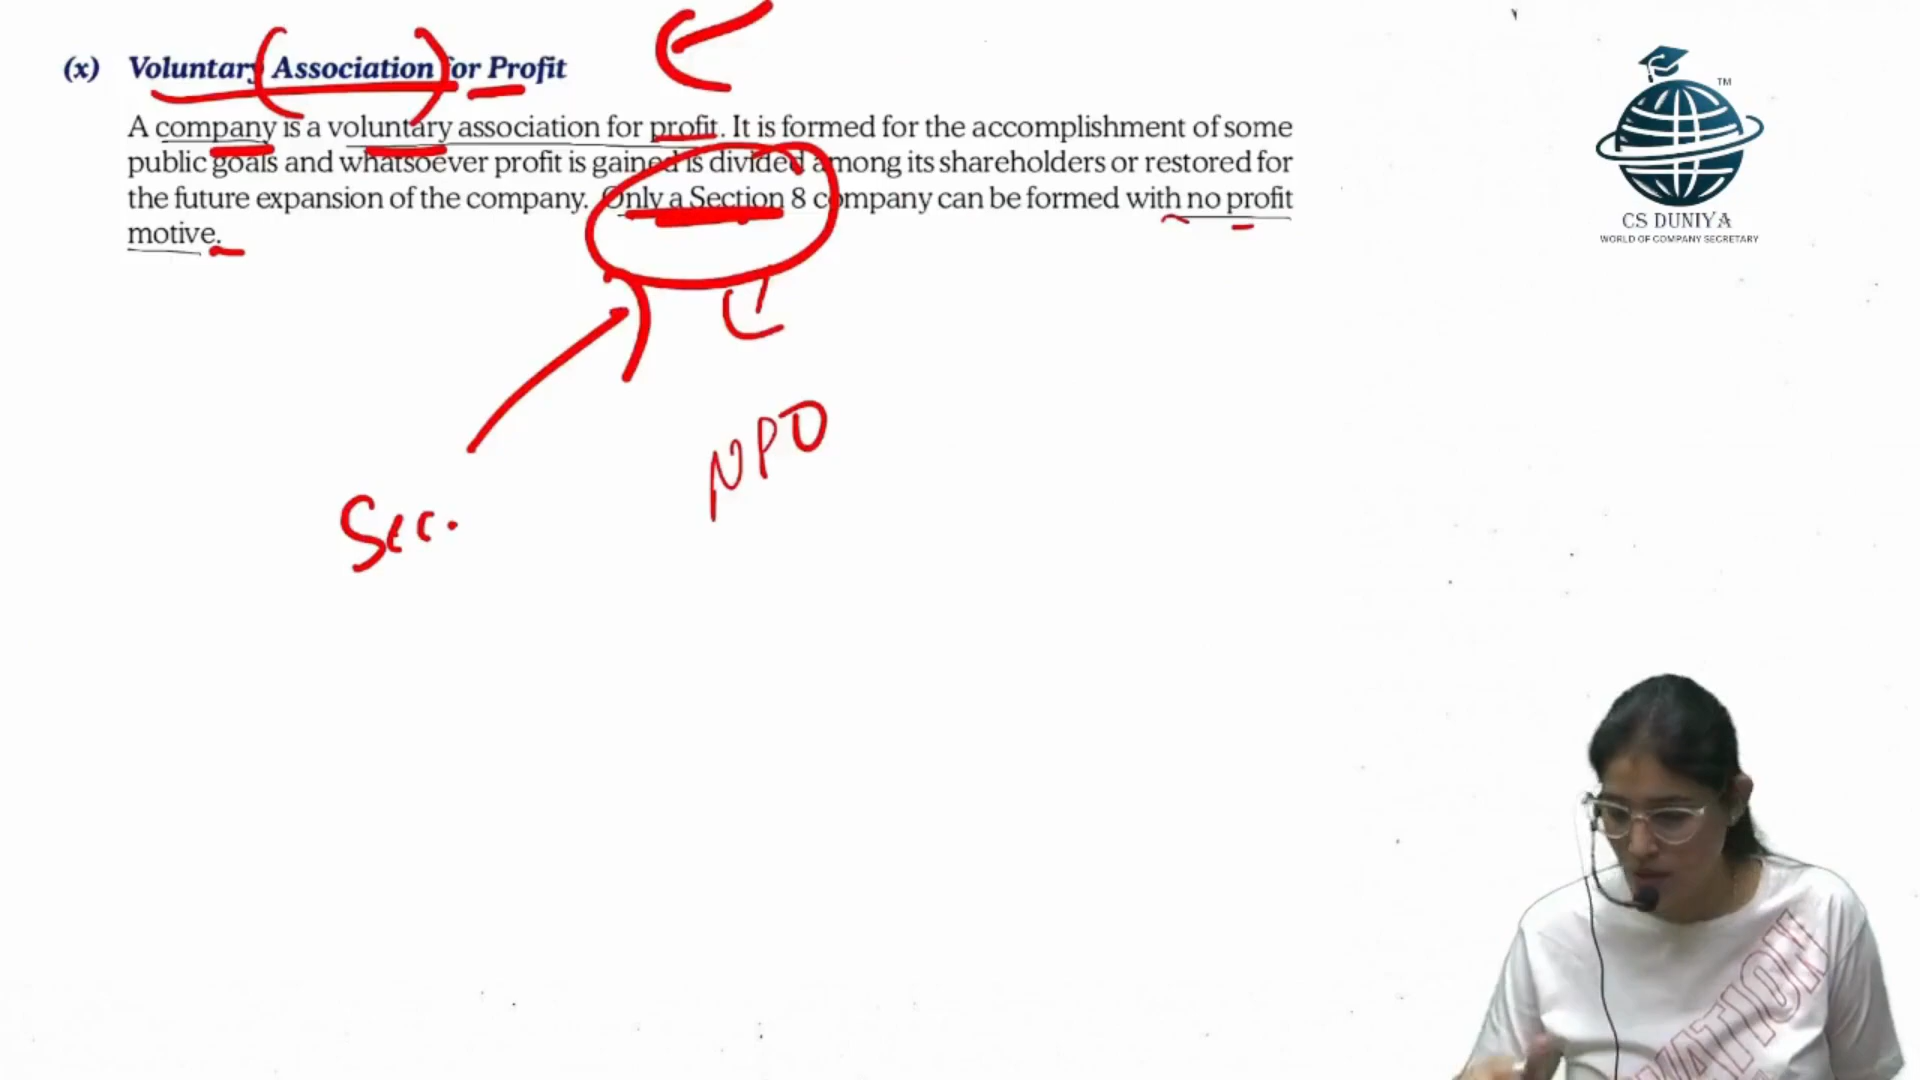 (x) Voluntary Association for Profit
A company is a voluntary association for profit. It is formed for the accomplishment of some
public goals and whatsoever profit is gained is divided among its shareholders or restored for
the future expansion of the company. Only a Section 8 company can be formed with no profit
motive.
TM
CS DUNIYA
WORLD OF COMPANY SECRETARY
NPO
Sec.